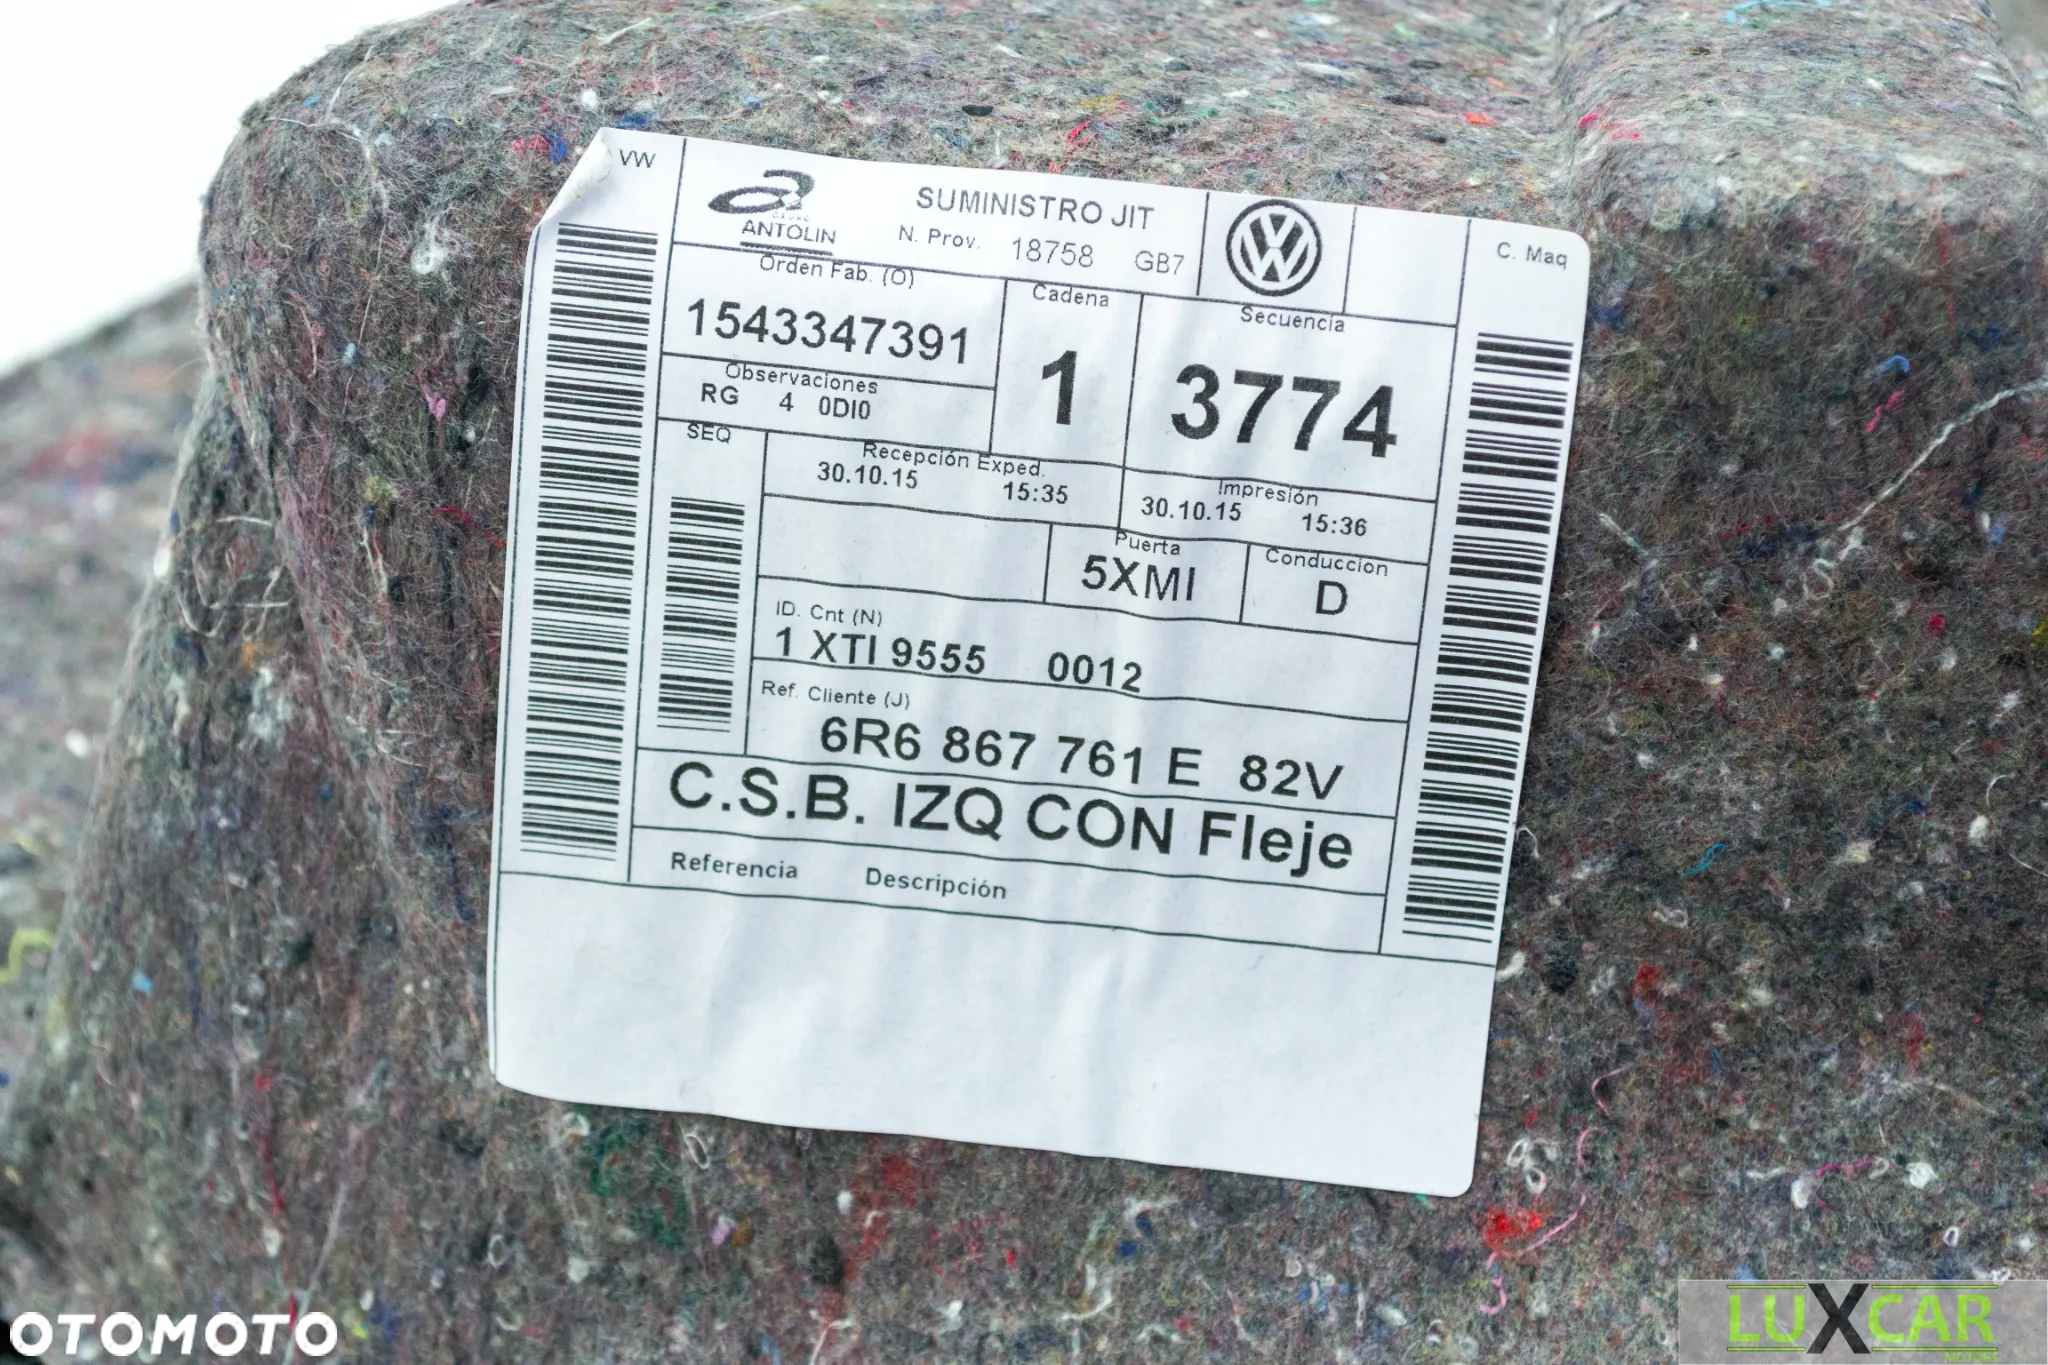 VW
GRUPO
ANTOLIN
SUMINISTRO JIT
N. Prov. 18758 GB7
C. Maq
Orden Fab. (O)
1543347391
Cadena
1
Secuencia
3774
Observaciones
RG 4 0DI0
SEQ
Recepción Exped.
30.10.15 15:35
Impresión
30.10.15 15:36
Puerta
5XMI
Conduccion
D
ID. Cnt (N)
1 XTI 9555 0012
Ref. Cliente (J)
6R6 867 761 E 82V
C.S.B. IZQ CON Fleje
Referencia Descripción
OTOMOTO
LUXCAR
MOTORS